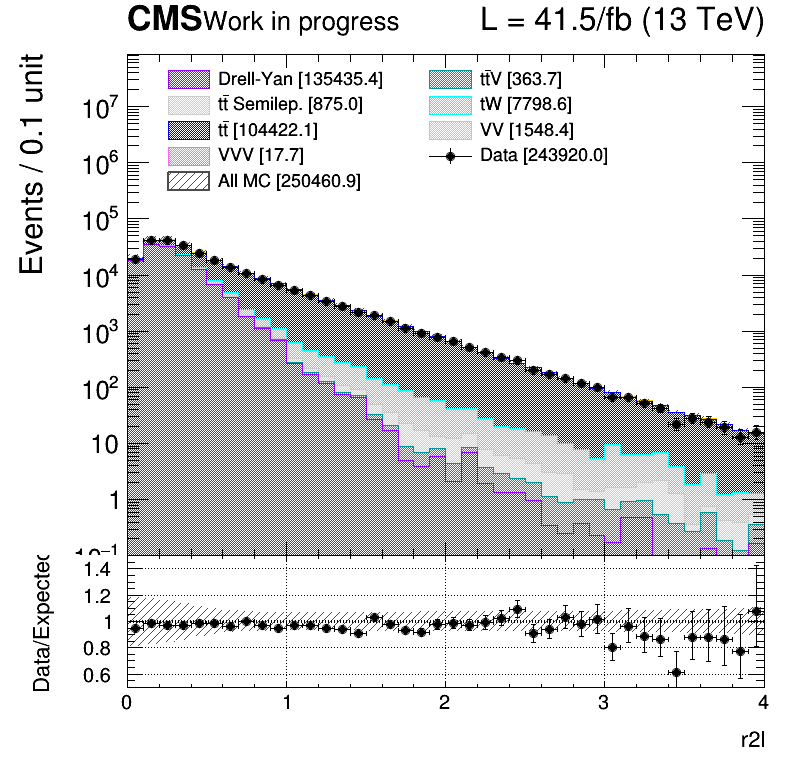 CMS Work in progress L = 41.5/fb (13 TeV)
Events / 0.1 unit
Drell-Yan [135435.4]
tt̄ Semilep. [875.0]
tt̄ [104422.1]
VVV [17.7]
All MC [250460.9]
tt̄V [363.7]
tW [7798.6]
VV [1548.4]
Data [243920.0]
10⁷
10⁶
10⁵
10⁴
10³
10²
10
1
10⁻¹
Data/Expected
1.4
1.2
1
0.8
0.6
0 1 2 3 4
r2l